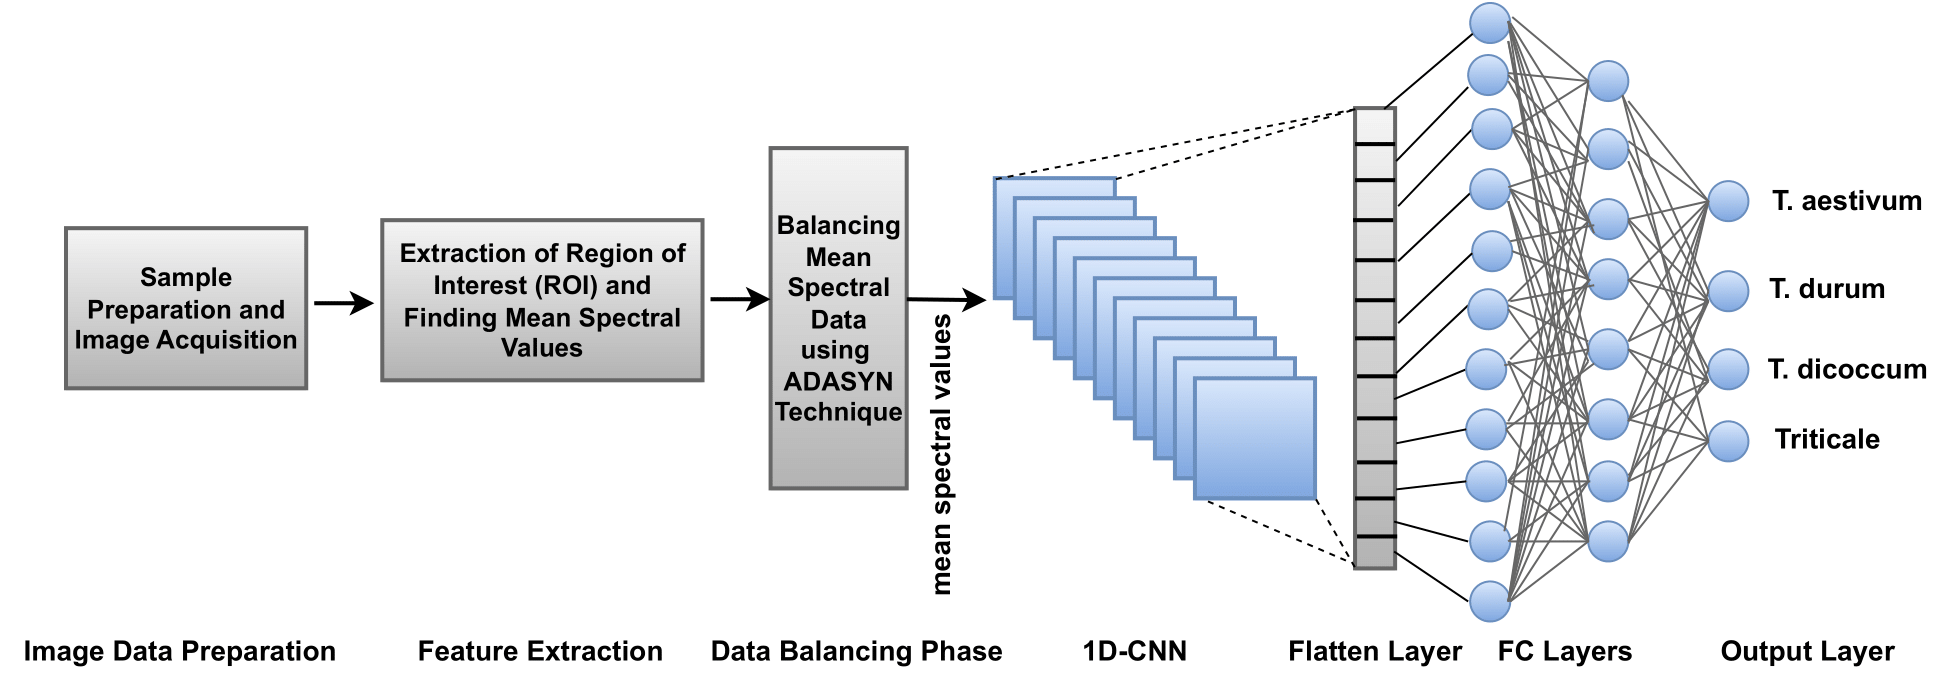 Sample
Preparation and
Image Acquisition
Extraction of Region of
Interest (ROI) and
Finding Mean Spectral
Values
Balancing
Mean
Spectral
Data
using
ADASYN
Technique
mean spectral values
T. aestivum
T. durum
T. dicoccum
Triticale
Image Data Preparation
Feature Extraction
Data Balancing Phase
1D-CNN
Flatten Layer
FC Layers
Output Layer